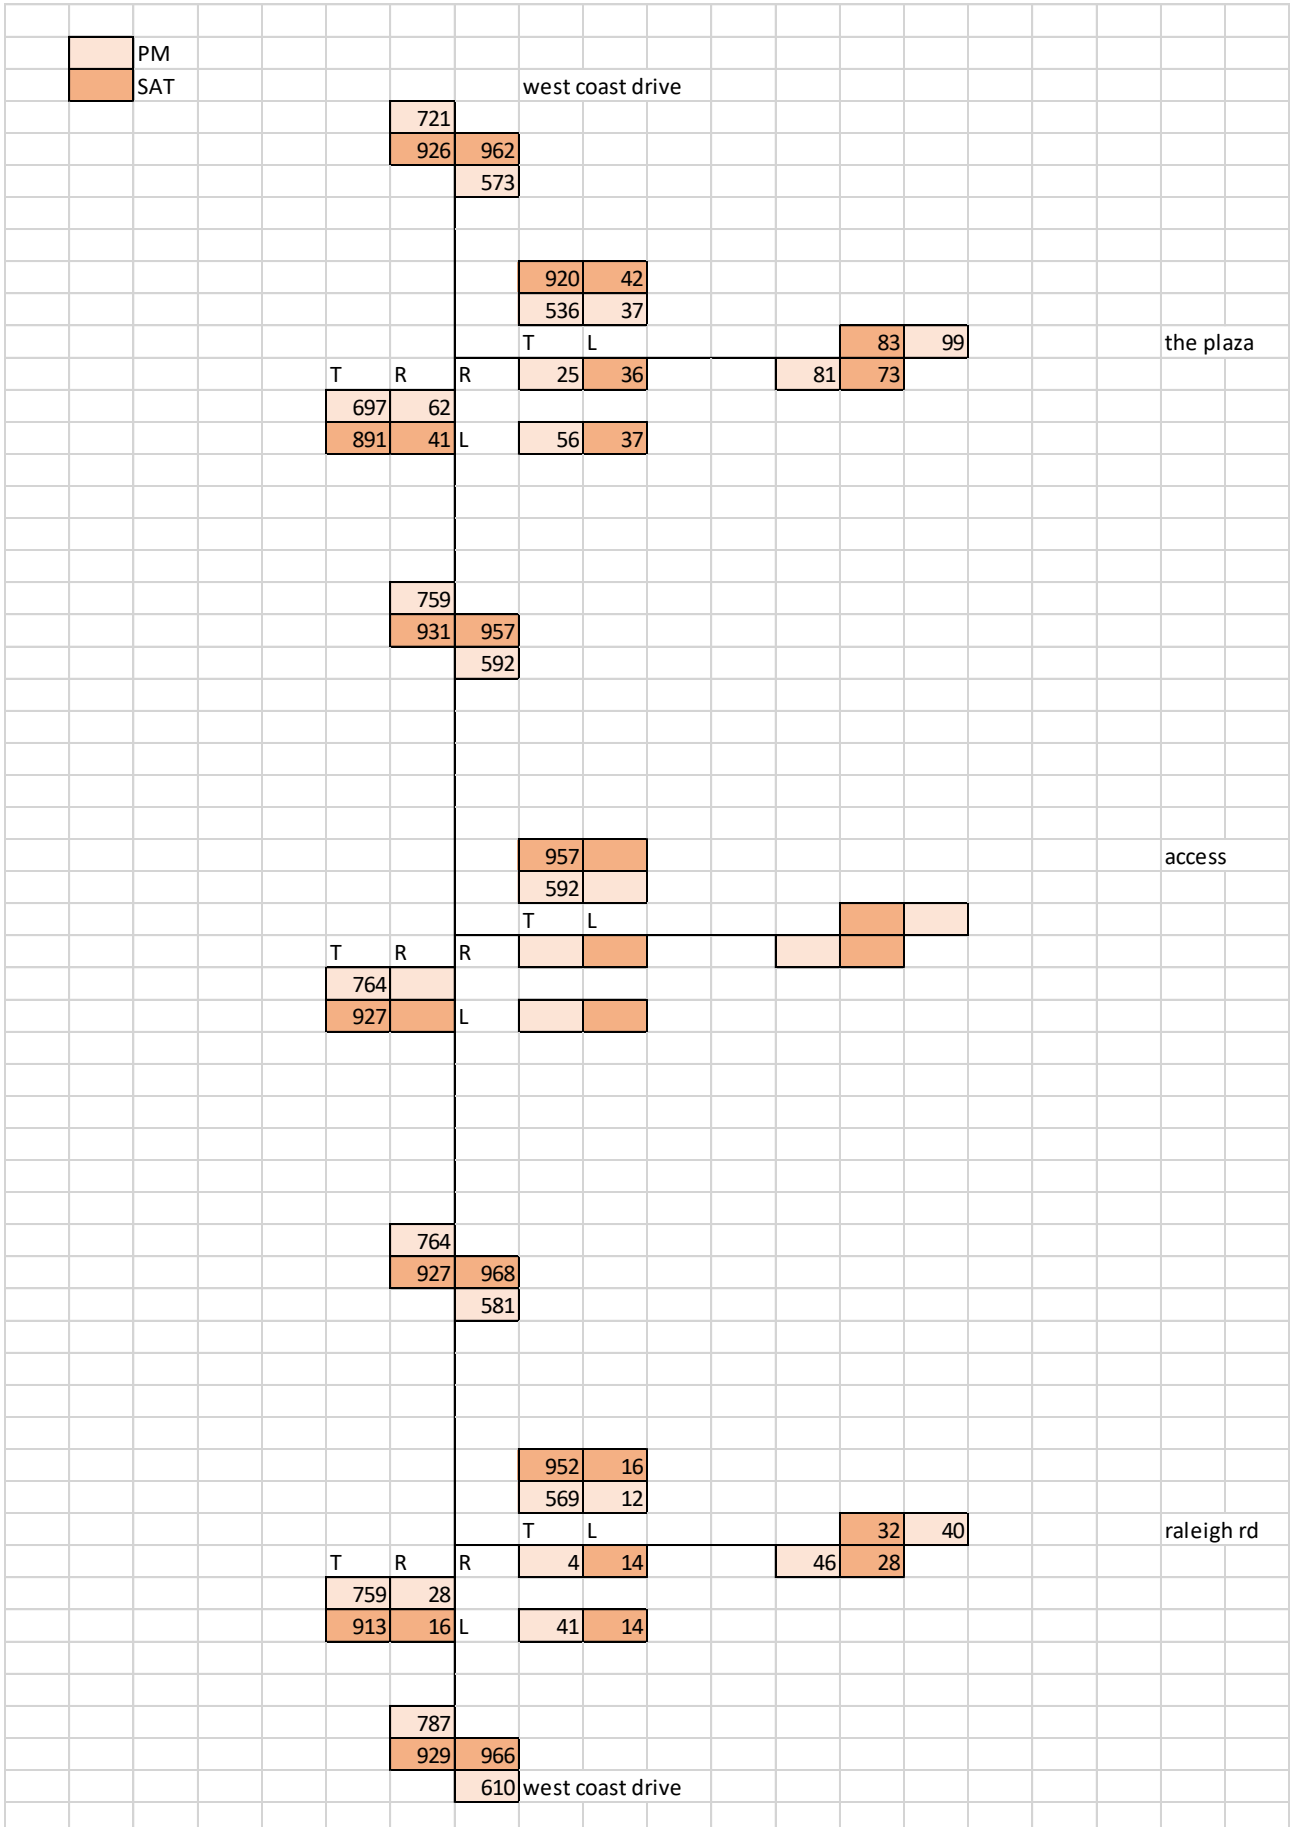 PM
SAT west coast drive
721
926 962
573
920 42
536 37
T L 83 99 the plaza
T R R 25 36 81 73
697 62
891 41 L 56 37
759
931 957
592
957 access
592
T L
T R R
764
927 L
764
927 968
581
952 16
569 12
T L 32 40 raleigh rd
T R R 4 14 46 28
759 28
913 16 L 41 14
787
929 966
610 west coast drive